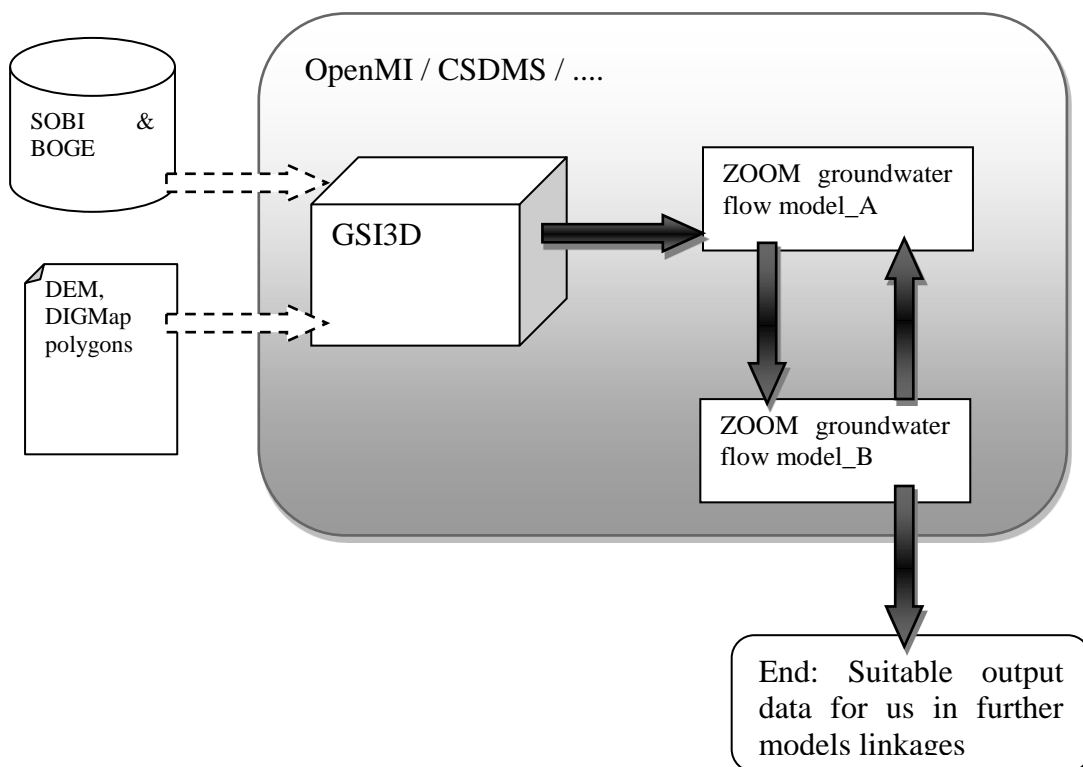 OpenMI / CSDMS / ....
SOBI &
BOGE
GSI3D
ZOOM groundwater
flow model_A
DEM,
DIGMap
polygons
ZOOM groundwater
flow model_B
End: Suitable output
data for us in further
models linkages